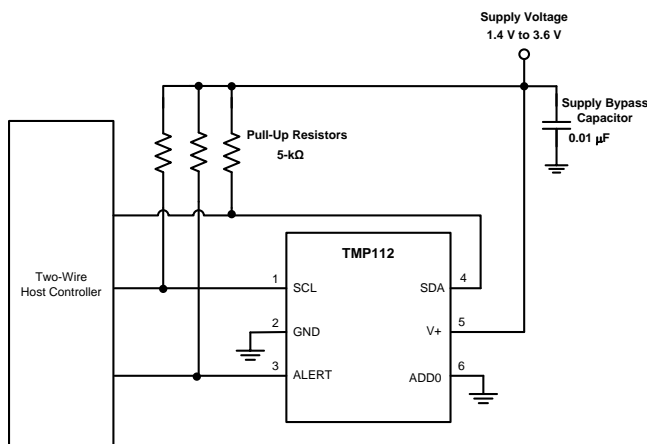 Supply Voltage
1.4 V to 3.6 V
Supply Bypass
Capacitor
0.01 µF
Pull-Up Resistors
5-kΩ
Two-Wire
Host Controller
TMP112
1
SCL
SDA
4
2
GND
V+
5
3
ALERT
ADD0
6